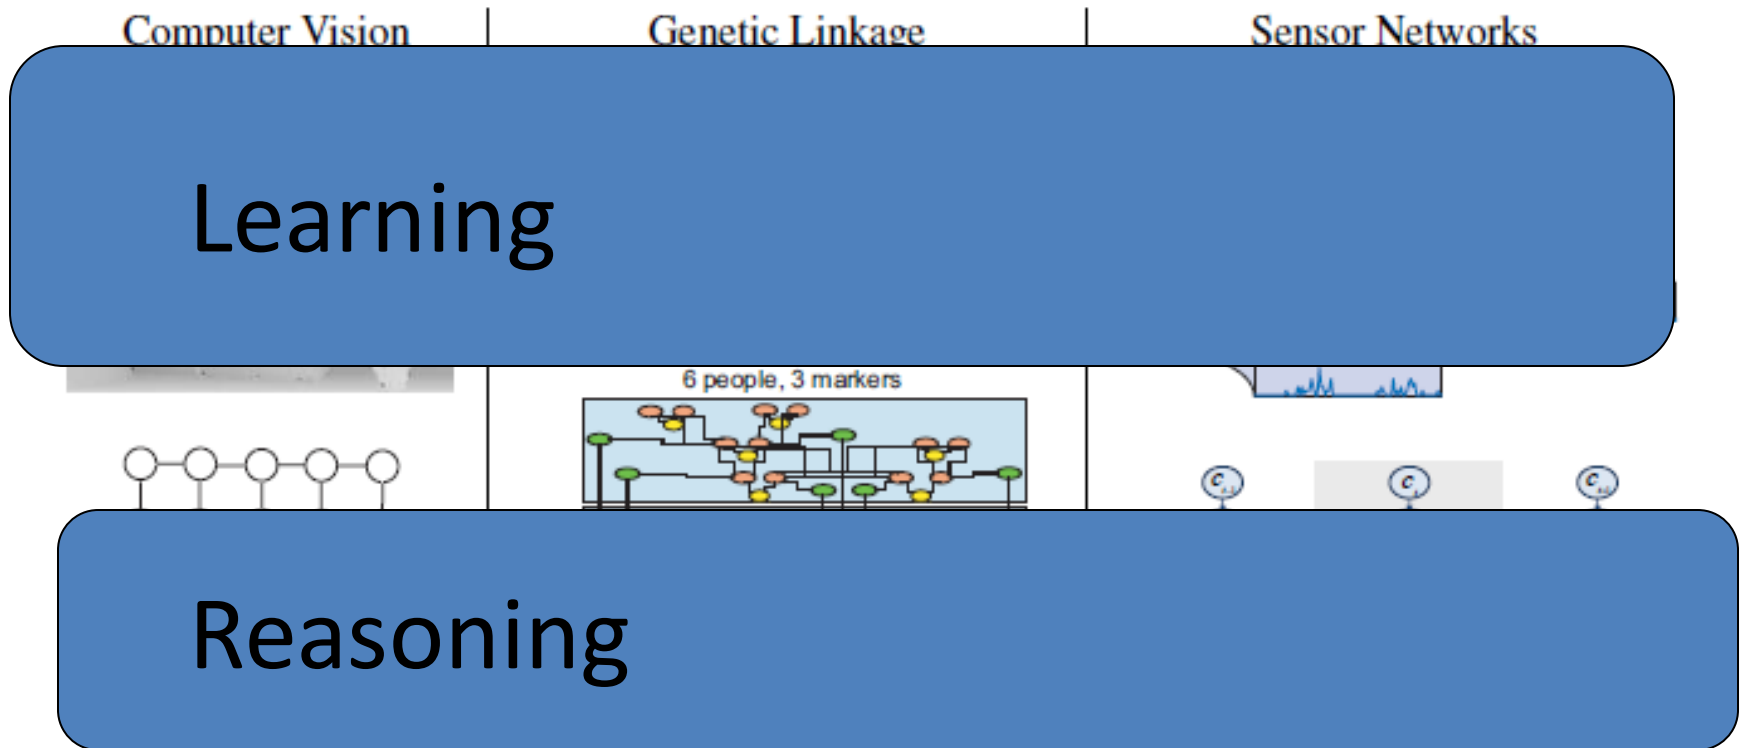 Computer Vision
Genetic Linkage
Sensor Networks
Learning
6 people, 3 markers
Reasoning